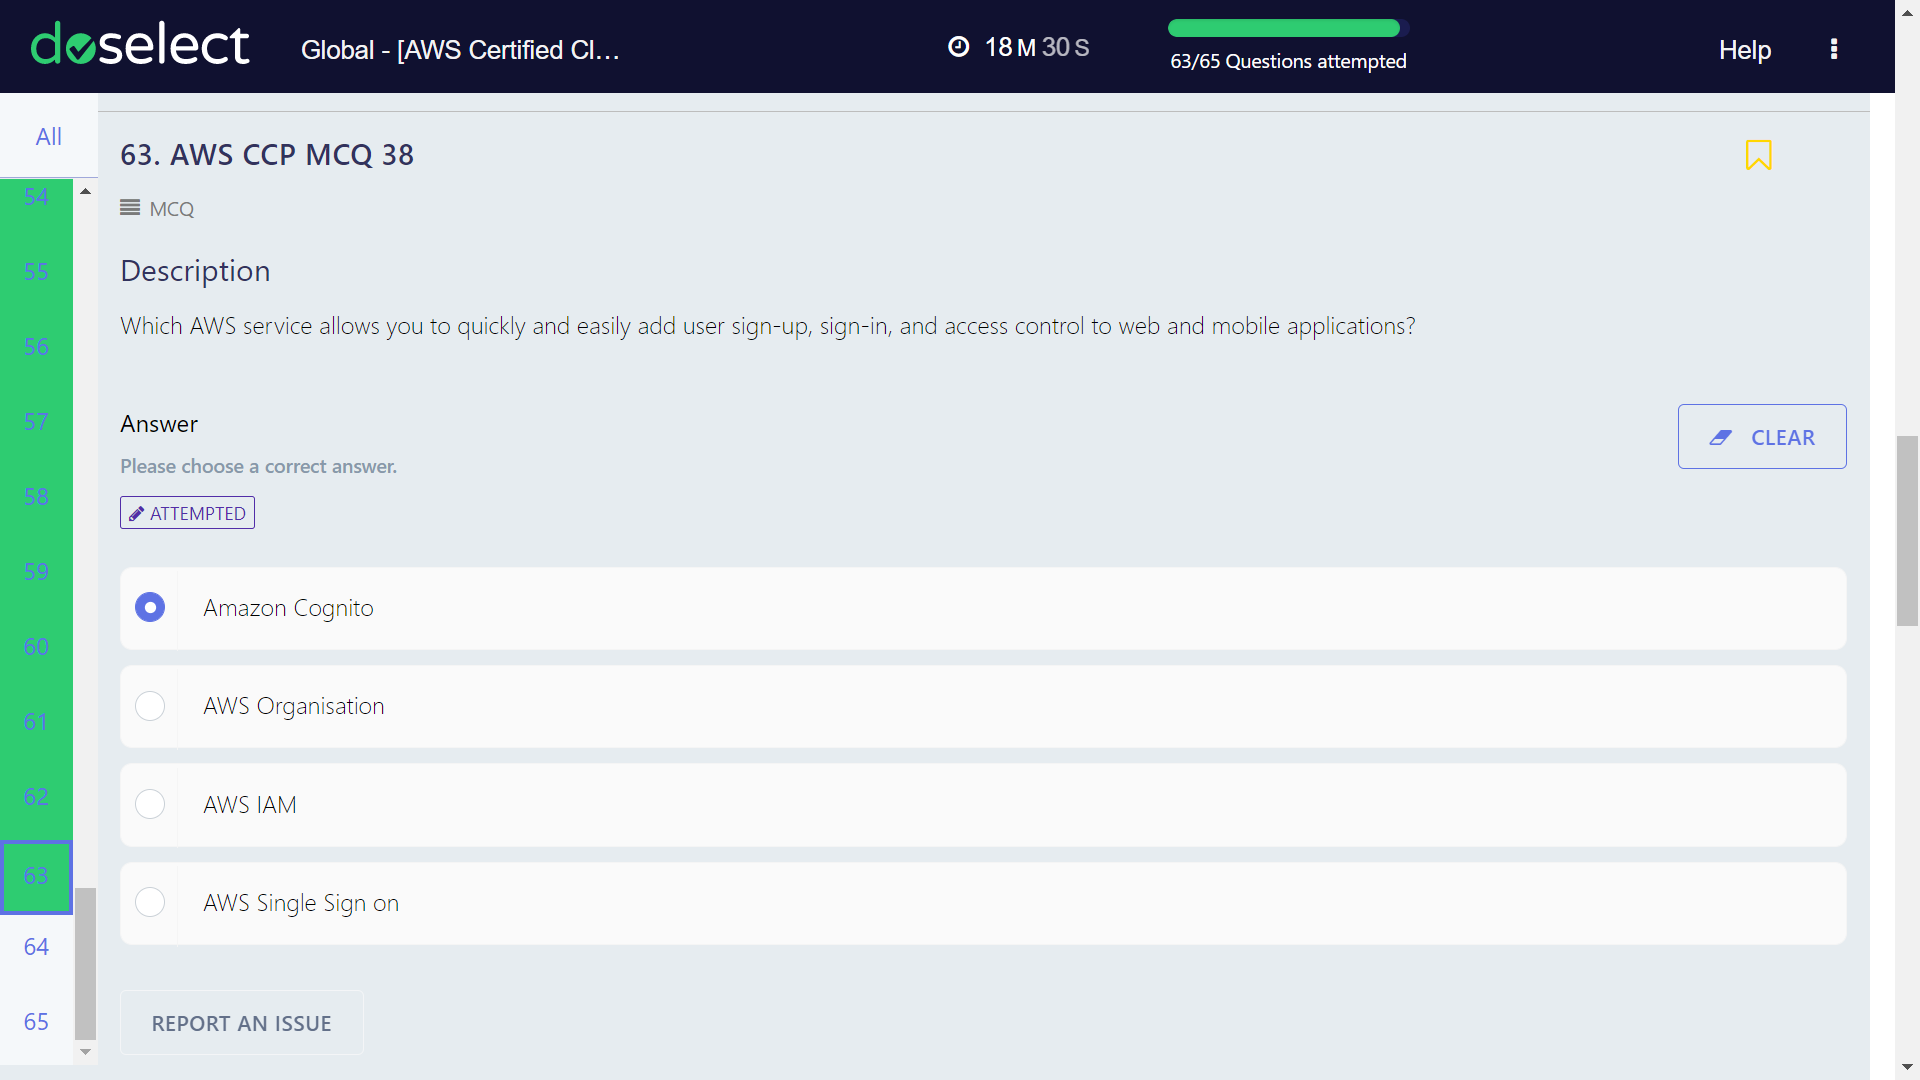 doselect
Global - [AWS Certified Cl...
18 M 30 S
63/65 Questions attempted
Help
All
54
55
56
57
58
59
60
61
62
63
64
65
63. AWS CCP MCQ 38
MCQ
Description
Which AWS service allows you to quickly and easily add user sign-up, sign-in, and access control to web and mobile applications?
Answer
CLEAR
Please choose a correct answer.
ATTEMPTED
Amazon Cognito
AWS Organisation
AWS IAM
AWS Single Sign on
REPORT AN ISSUE